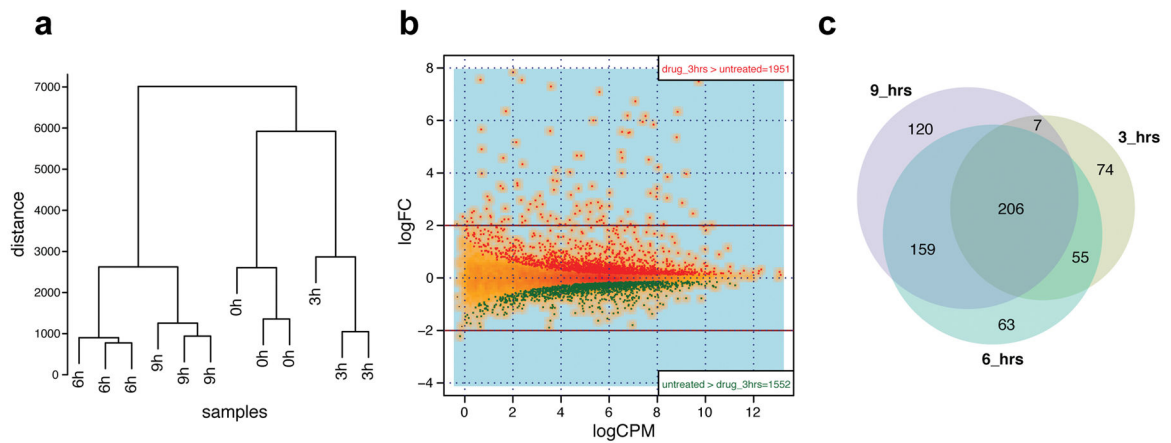 a
distance
7000
6000
5000
4000
3000
2000
1000
0
6h
6h
6h
9h
9h
9h
0h
0h
0h
3h
3h
3h
samples
b
drug_3hrs > untreated=1951
logFC
8
6
4
2
0
−2
−4
untreated > drug_3hrs=1552
0 2 4 6 8 10 12
logCPM
c
9_hrs
120
7
3_hrs
74
206
159
55
63
6_hrs